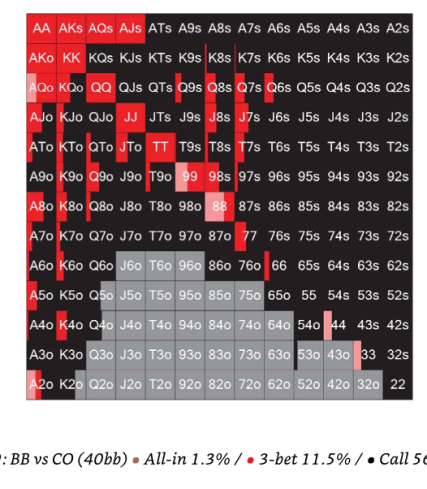 AA AKs AQs AJs ATs A9s A8s A7s A6s A5s A4s A3s A2s
AKo KK KQs KJs KTs K9s K8s K7s K6s K5s K4s K3s K2s
AQo KQo QQ QJs QTs Q9s Q8s Q7s Q6s Q5s Q4s Q3s Q2s
AJo KJo QJo JJ JTs J9s J8s J7s J6s J5s J4s J3s J2s
ATo KTo QTo JTo TT T9s T8s T7s T6s T5s T4s T3s T2s
A9o K9o Q9o J9o T9o 99 98s 97s 96s 95s 94s 93s 92s
A8o K8o Q8o J8o T8o 98o 88 87s 86s 85s 84s 83s 82s
A7o K7o Q7o J7o T7o 97o 87o 77 76s 75s 74s 73s 72s
A6o K6o Q6o J6o T6o 96o 86o 76o 66 65s 64s 63s 62s
A5o K5o Q5o J5o T5o 95o 85o 75o 65o 55 54s 53s 52s
A4o K4o Q4o J4o T4o 94o 84o 74o 64o 54o 44 43s 42s
A3o K3o Q3o J3o T3o 93o 83o 73o 63o 53o 43o 33 32s
A2o K2o Q2o J2o T2o 92o 82o 72o 62o 52o 42o 32o 22
: BB vs CO (40bb) • All-in 1.3% / • 3-bet 11.5% / • Call 56